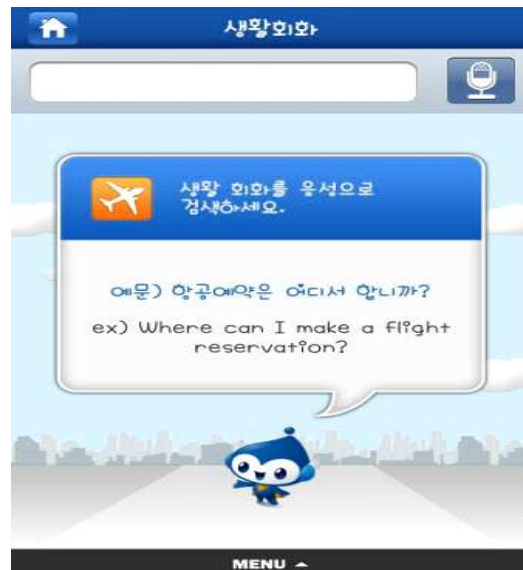 생활회화
생활 회화를 음성으로
검색하세요.
예문) 항공예약은 어디서 합니까?
ex) Where can I make a flight
reservation?
MENU